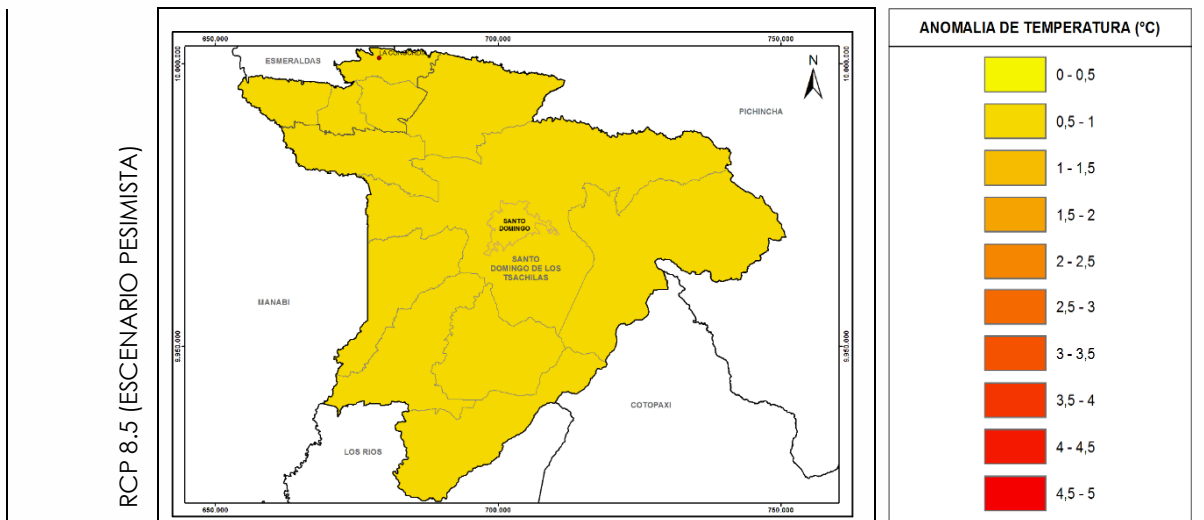 RCP 8.5 (ESCENARIO PESIMISTA)
650.000
700.000
750.000
10.000.000
10.000.000
ESMERALDAS
LA CONCORDIA
N
PICHINCHA
SANTO
DOMINGO
SANTO
DOMINGO DE LOS
TSACHILAS
MANABI
9.950.000
9.950.000
COTOPAXI
LOS RIOS
650.000
700.000
750.000
ANOMALIA DE TEMPERATURA (°C)
0 - 0,5
0,5 - 1
1 - 1,5
1,5 - 2
2 - 2,5
2,5 - 3
3 - 3,5
3,5 - 4
4 - 4,5
4,5 - 5